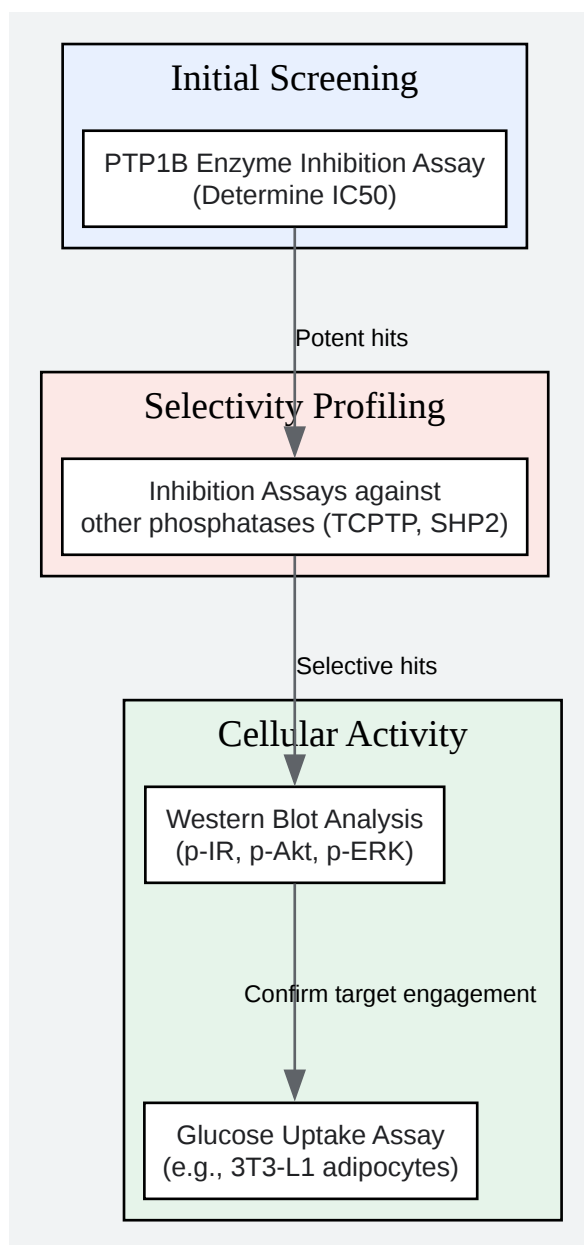 Initial Screening
PTP1B Enzyme Inhibition Assay
(Determine IC50)
Potent hits
Selectivity Profiling
Inhibition Assays against
other phosphatases (TCPTP, SHP2)
Selective hits
Cellular Activity
Western Blot Analysis
(p-IR, p-Akt, p-ERK)
Confirm target engagement
Glucose Uptake Assay
(e.g., 3T3-L1 adipocytes)